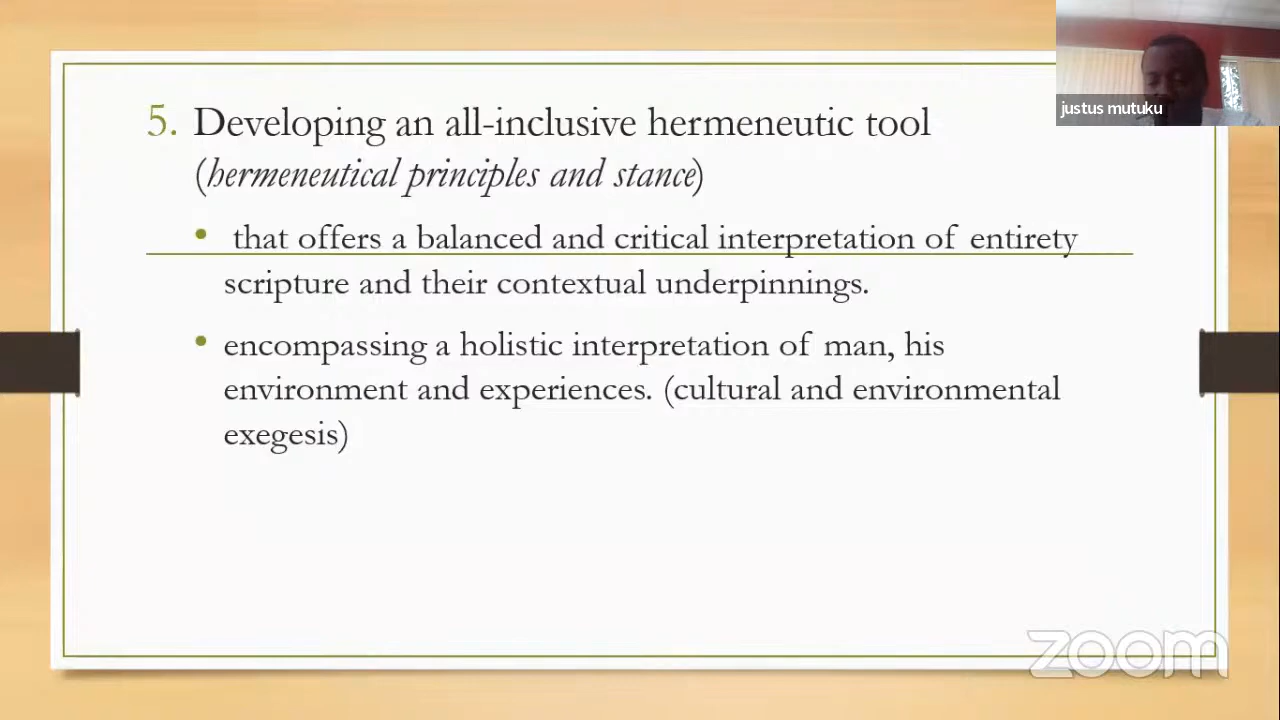 justus mutuku
5. Developing an all-inclusive hermeneutic tool
(hermeneutical principles and stance)
• that offers a balanced and critical interpretation of entirety
scripture and their contextual underpinnings.
• encompassing a holistic interpretation of man, his
environment and experiences. (cultural and environmental
exegesis)
zoom